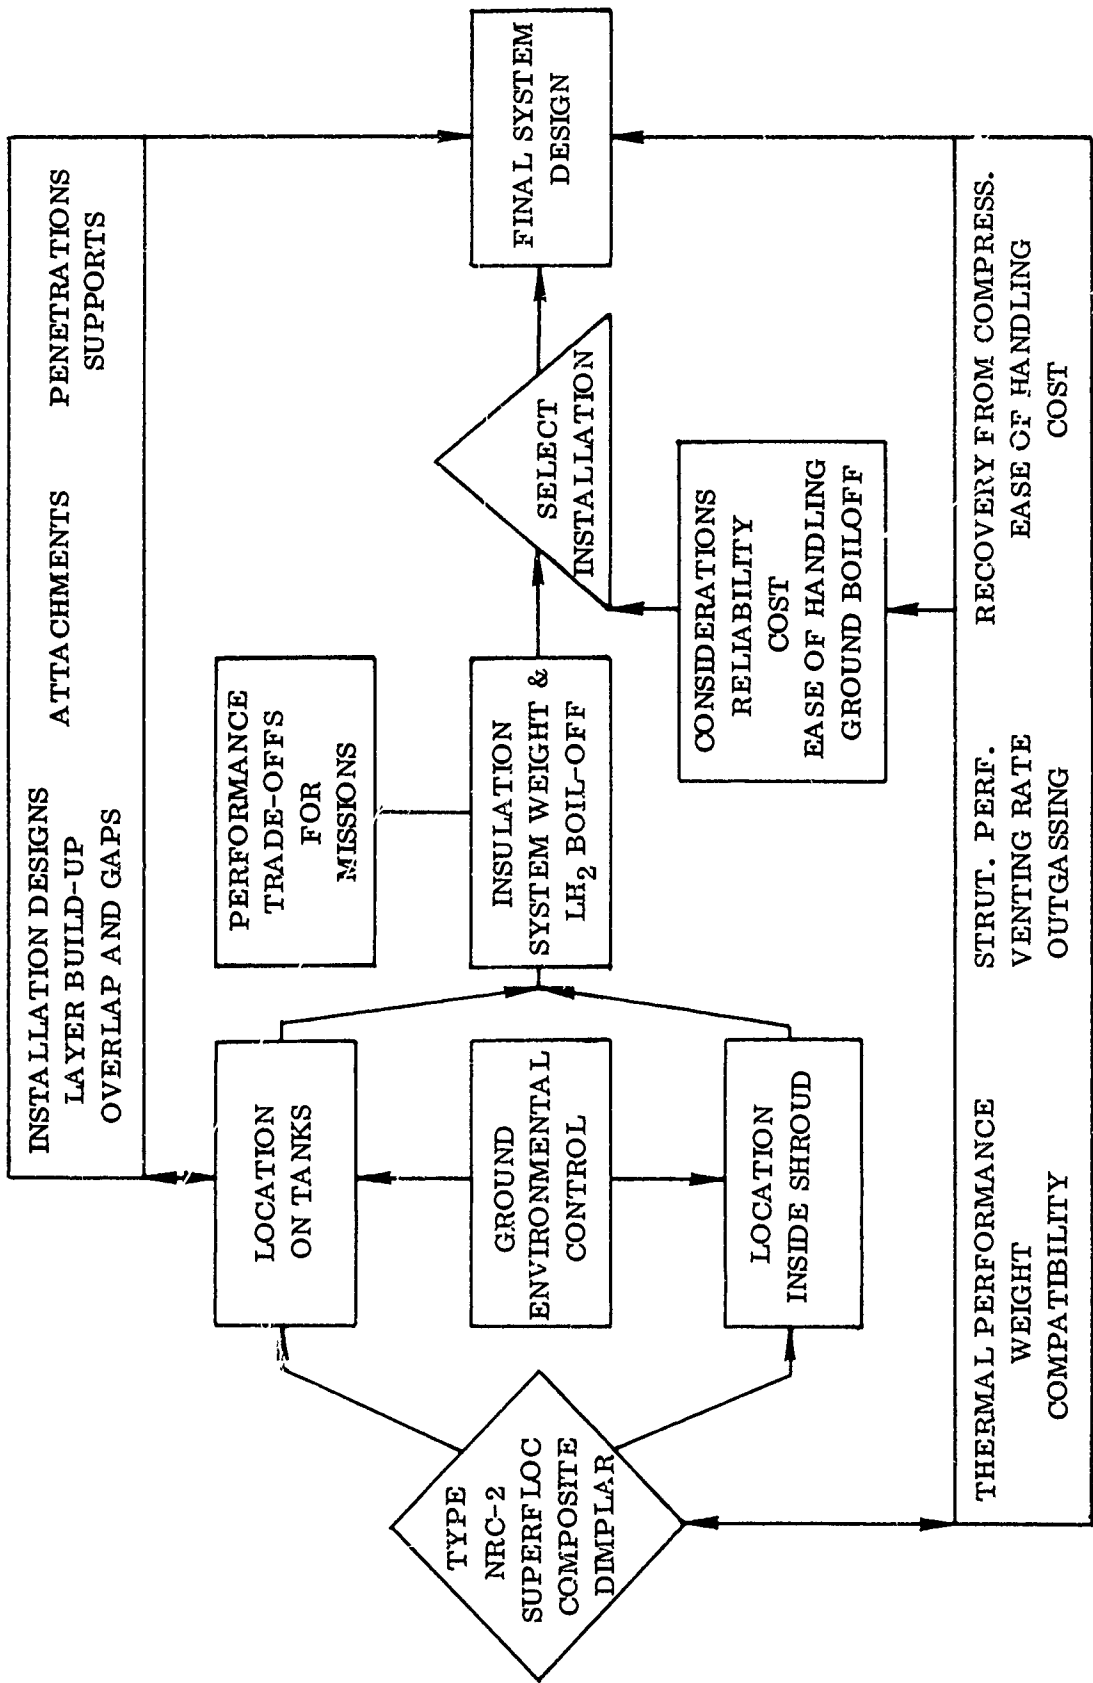 INSTALLATION DESIGNS
LAYER BUILD-UP
OVERLAP AND GAPS
ATTACHMENTS
PENETRATIONS
SUPPORTS
TYPE
NRC-2
SUPERFLOC
COMPOSITE
DIMPLAR
LOCATION
ON TANKS
GROUND
ENVIRONMENTAL
CONTROL
LOCATION
INSIDE SHROUD
PERFORMANCE
TRADE-OFFS
FOR
MISSIONS
INSULATION
SYSTEM WEIGHT &
LH₂ BOIL-OFF
CONSIDERATIONS
RELIABILITY
COST
EASE OF HANDLING
GROUND BOILOFF
SELECT
INSTALLATION
FINAL SYSTEM
DESIGN
THERMAL PERFORMANCE
WEIGHT
COMPATIBILITY
STRUT. PERF.
VENTING RATE
OUTGASSING
RECOVERY FROM COMPRESS.
EASE OF HANDLING
COST